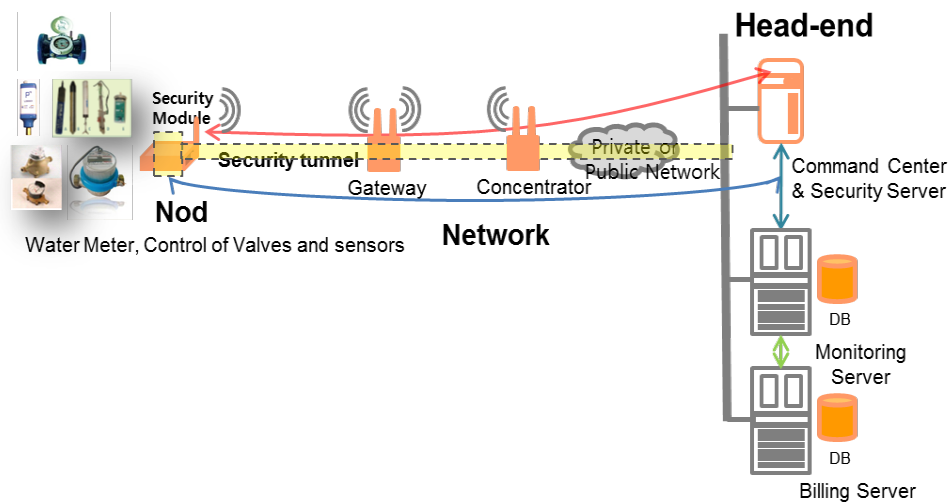 Head-end
Security
Module
Security tunnel
Private or
Public Network
Gateway
Concentrator
Command Center
& Security Server
Nod
Network
Water Meter, Control of Valves and sensors
DB
Monitoring
Server
DB
Billing Server